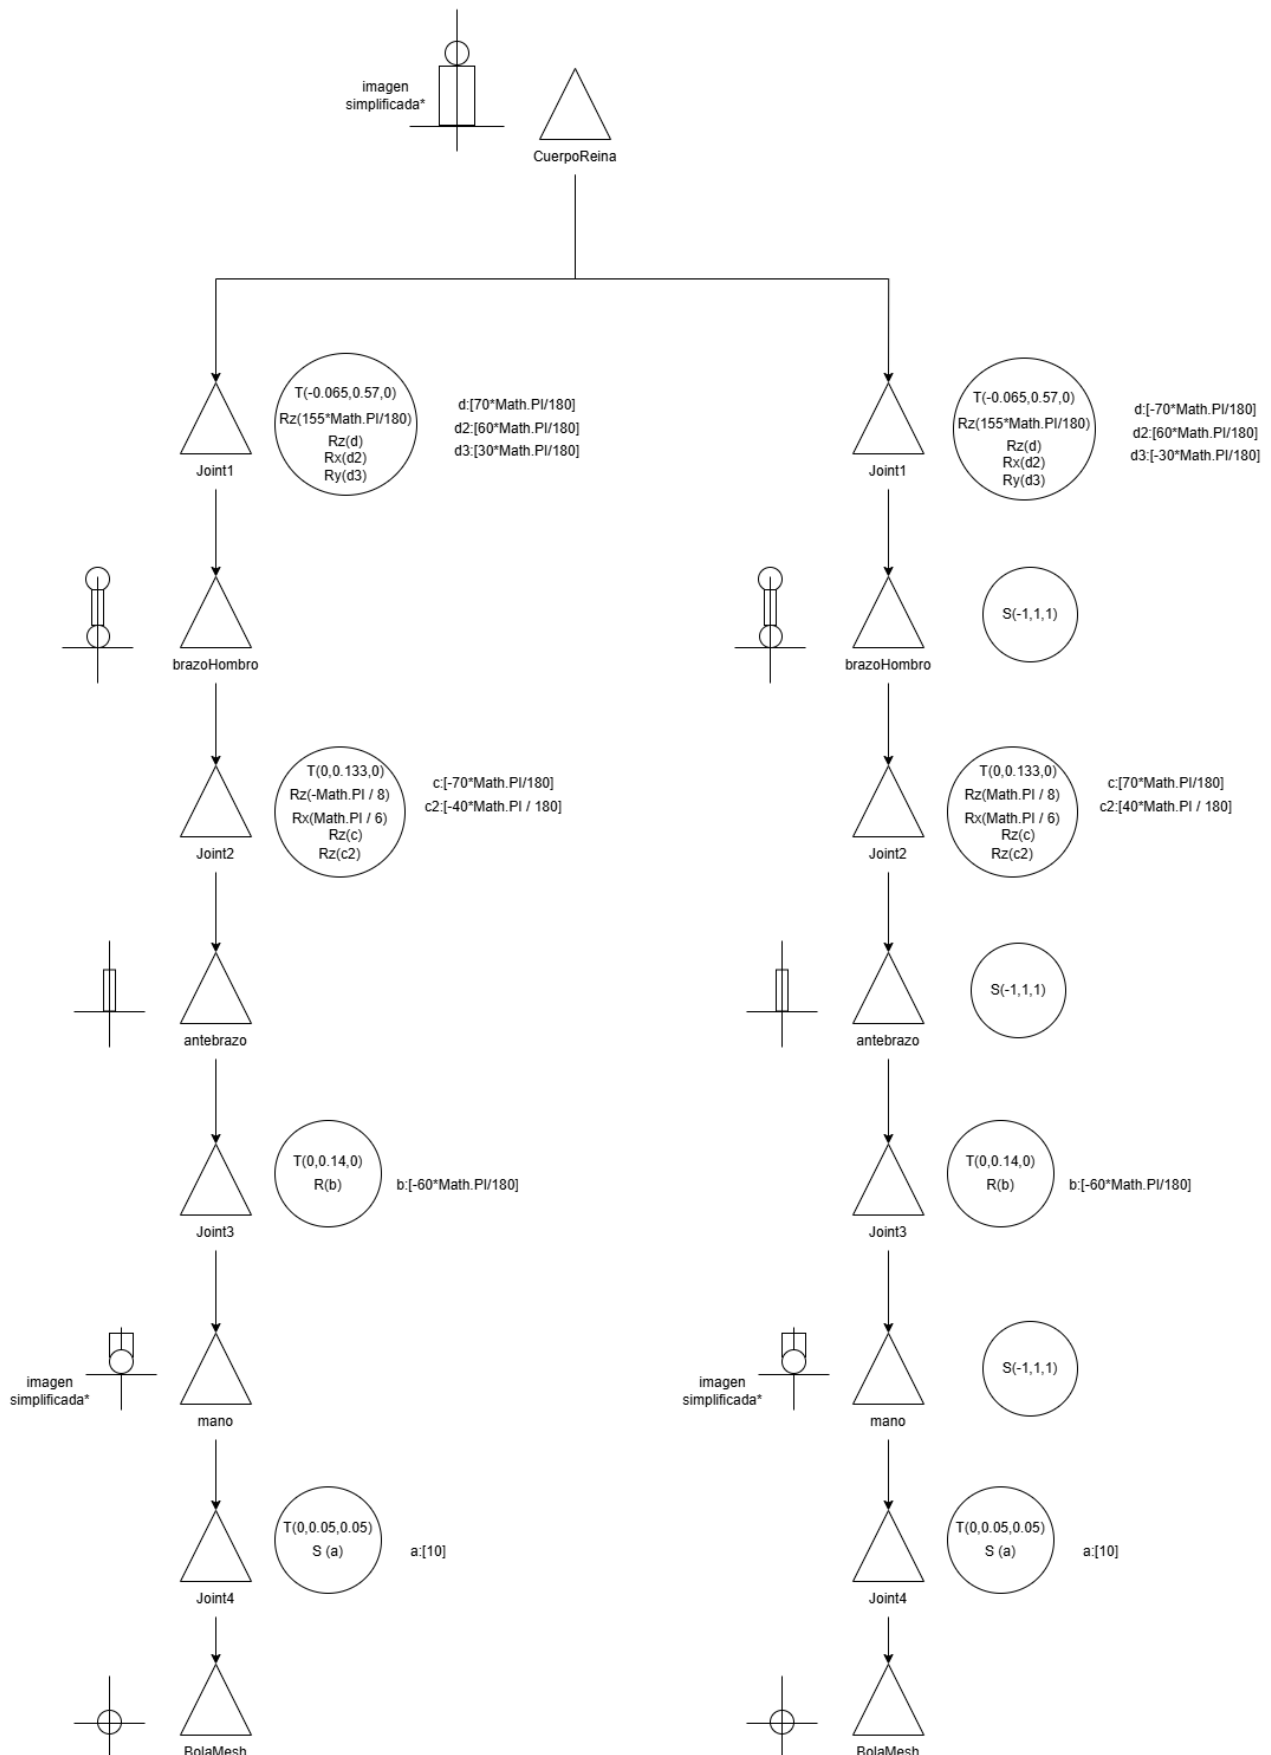 imagen
simplificada*
CuerpoReina
T(-0.065,0.57,0)
Rz(155*Math.PI/180)
Rz(d)
Rx(d2)
Ry(d3)
d:[70*Math.PI/180]
d2:[60*Math.PI/180]
d3:[30*Math.PI/180]
Joint1
T(-0.065,0.57,0)
Rz(155*Math.PI/180)
Rz(d)
Rx(d2)
Ry(d3)
d:[-70*Math.PI/180]
d2:[60*Math.PI/180]
d3:[-30*Math.PI/180]
Joint1
brazoHombro
S(-1,1,1)
brazoHombro
T(0,0.133,0)
Rz(-Math.PI / 8)
Rx(Math.PI / 6)
Rz(c)
Rz(c2)
c:[-70*Math.PI/180]
c2:[-40*Math.PI / 180]
Joint2
T(0,0.133,0)
Rz(Math.PI / 8)
Rx(Math.PI / 6)
Rz(c)
Rz(c2)
c:[70*Math.PI/180]
c2:[40*Math.PI / 180]
Joint2
antebrazo
S(-1,1,1)
antebrazo
T(0,0.14,0)
R(b)
b:[-60*Math.PI/180]
Joint3
T(0,0.14,0)
R(b)
b:[-60*Math.PI/180]
Joint3
imagen
simplificada*
mano
imagen
simplificada*
S(-1,1,1)
mano
T(0,0.05,0.05)
S (a)
a:[10]
Joint4
T(0,0.05,0.05)
S (a)
a:[10]
Joint4
BolaMesh
BolaMesh